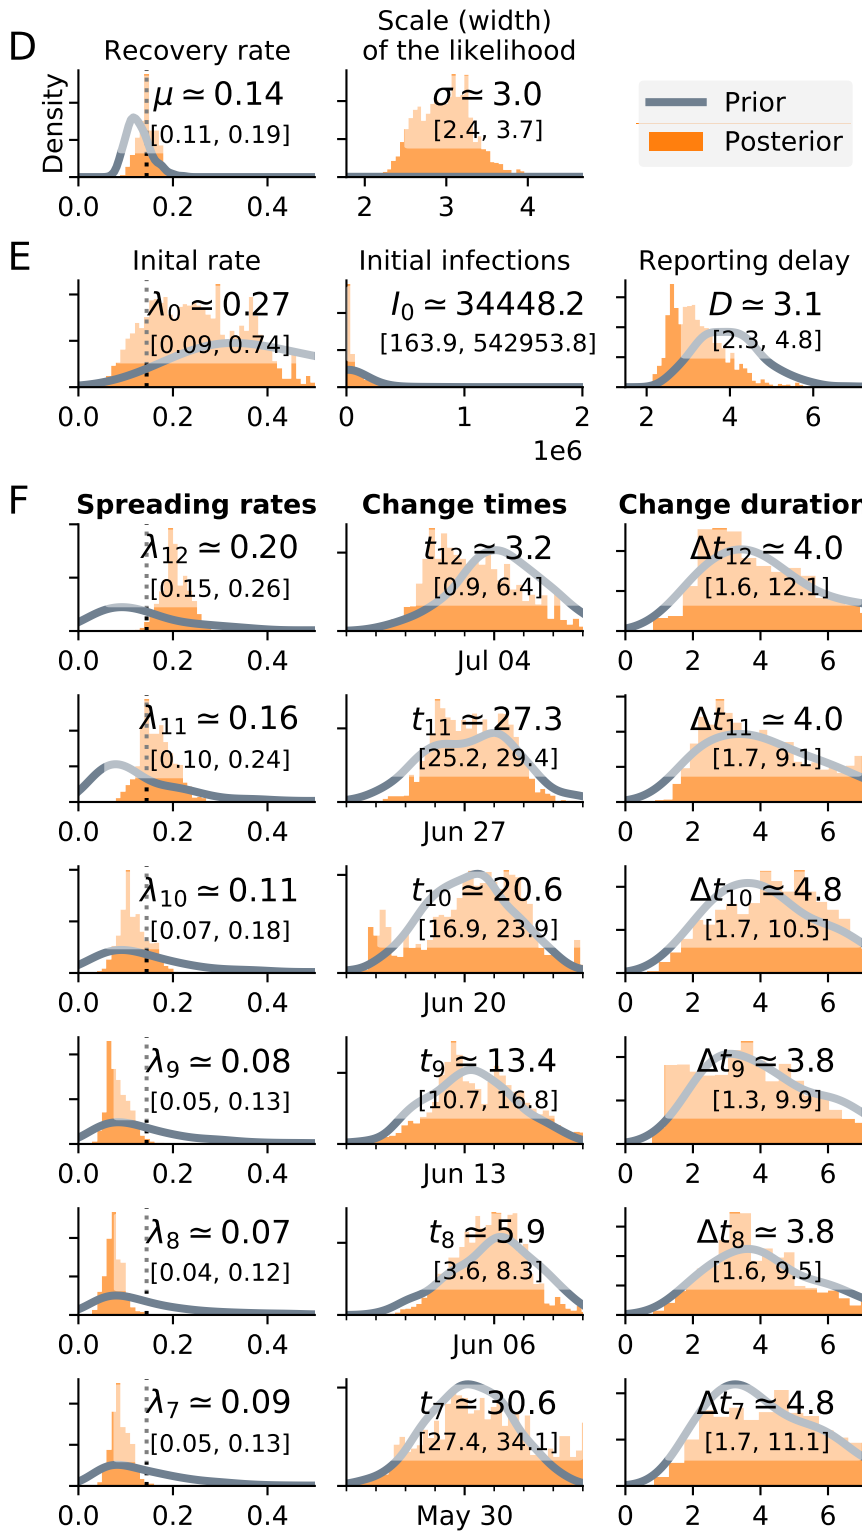 D
Recovery rate
Density
μ ≃ 0.14
[0.11, 0.19]
0.0 0.2 0.4
Scale (width)
of the likelihood
σ ≃ 3.0
[2.4, 3.7]
2 3 4
Prior
Posterior
E
Inital rate
λ0 ≃ 0.27
[0.09, 0.74]
0.0 0.2 0.4
Initial infections
I0 ≃ 34448.2
[163.9, 542953.8]
0 1 2
1e6
Reporting delay
D ≃ 3.1
[2.3, 4.8]
2 4 6
F
Spreading rates
Change times
Change duration
λ12 ≃ 0.20
[0.15, 0.26]
0.0 0.2 0.4
t12 ≃ 3.2
[0.9, 6.4]
Jul 04
Δt12 ≃ 4.0
[1.6, 12.1]
0 2 4 6
λ11 ≃ 0.16
[0.10, 0.24]
0.0 0.2 0.4
t11 ≃ 27.3
[25.2, 29.4]
Jun 27
Δt11 ≃ 4.0
[1.7, 9.1]
0 2 4 6
λ10 ≃ 0.11
[0.07, 0.18]
0.0 0.2 0.4
t10 ≃ 20.6
[16.9, 23.9]
Jun 20
Δt10 ≃ 4.8
[1.7, 10.5]
0 2 4 6
λ9 ≃ 0.08
[0.05, 0.13]
0.0 0.2 0.4
t9 ≃ 13.4
[10.7, 16.8]
Jun 13
Δt9 ≃ 3.8
[1.3, 9.9]
0 2 4 6
λ8 ≃ 0.07
[0.04, 0.12]
0.0 0.2 0.4
t8 ≃ 5.9
[3.6, 8.3]
Jun 06
Δt8 ≃ 3.8
[1.6, 9.5]
0 2 4 6
λ7 ≃ 0.09
[0.05, 0.13]
0.0 0.2 0.4
t7 ≃ 30.6
[27.4, 34.1]
May 30
Δt7 ≃ 4.8
[1.7, 11.1]
0 2 4 6